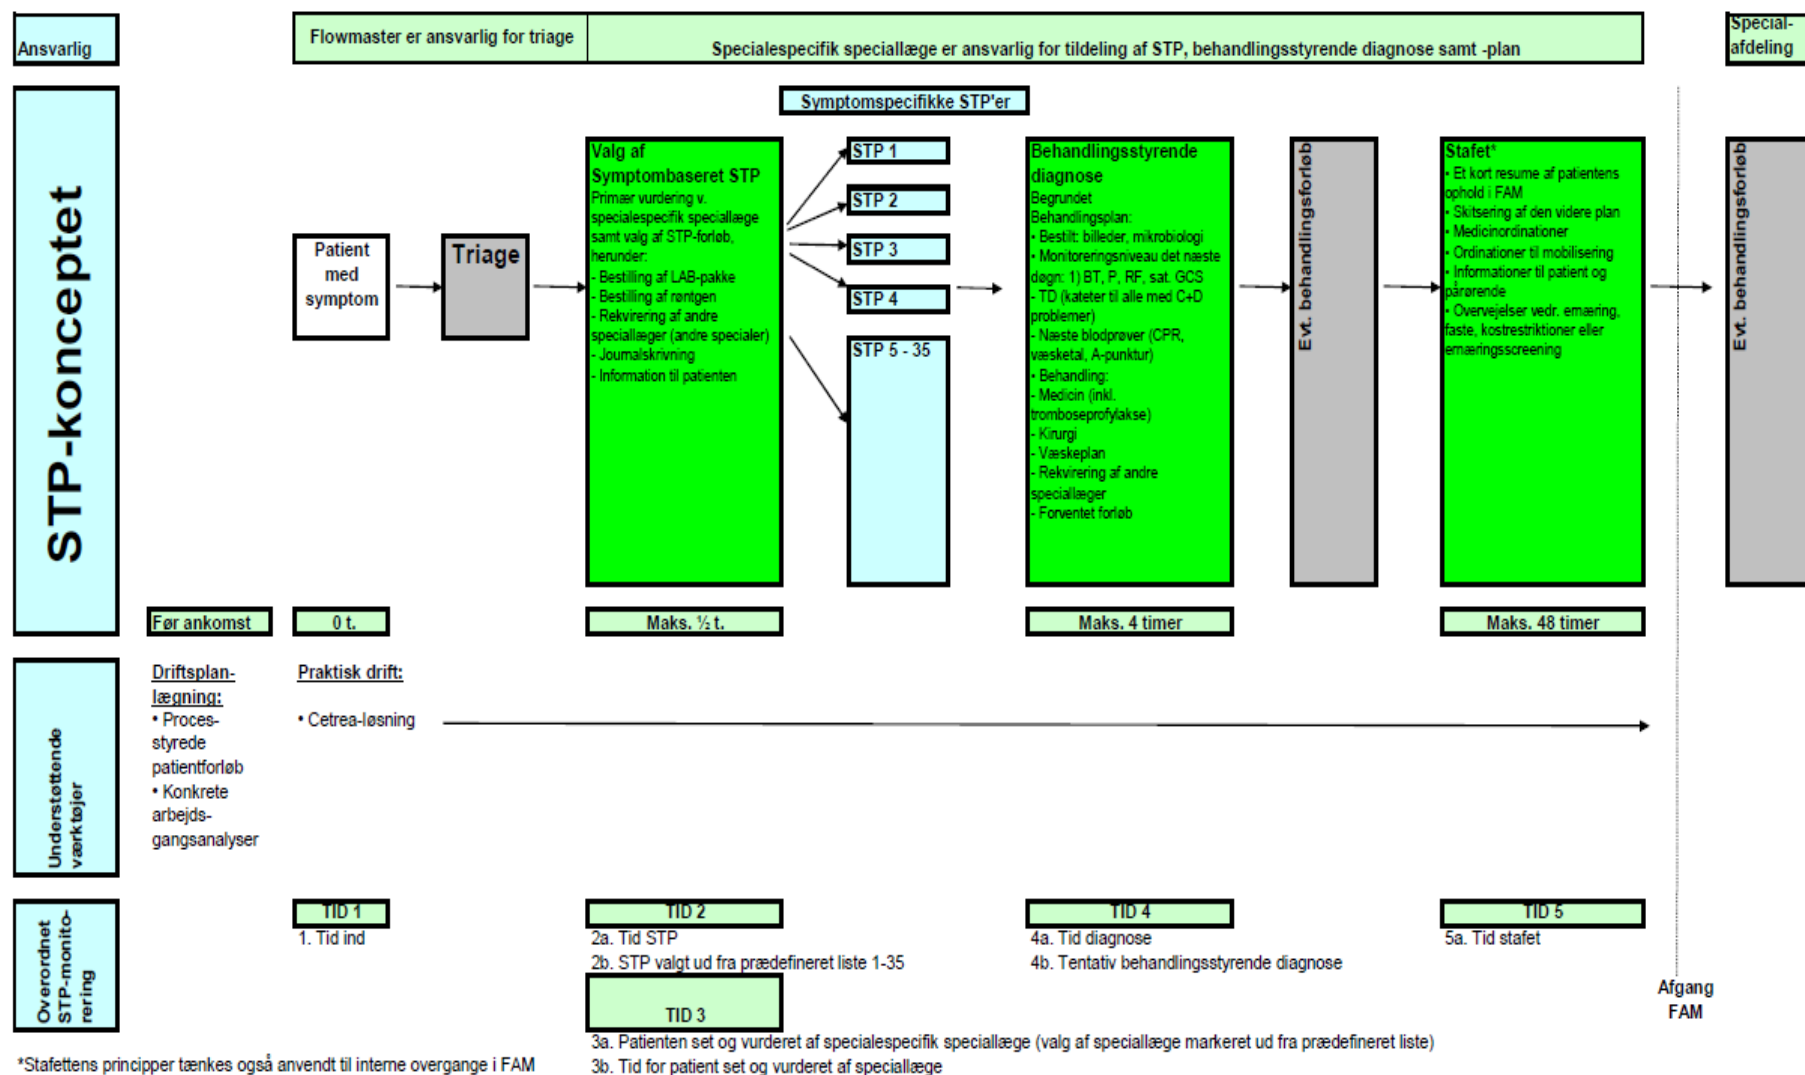 Ansvarlig
Flowmaster er ansvarlig for triage
Specialespecifik speciallæge er ansvarlig for tildeling af STP, behandlingsstyrende diagnose samt -plan
Special-
afdeling
STP-konceptet
Symptomspecifikke STP'er
Patient
med
symptom
Triage
Valg af
Symptombaseret STP
Primær vurdering v.
specialespecifik speciallæge
samt valg af STP-forløb,
herunder:
- Bestilling af LAB-pakke
- Bestilling af røntgen
- Rekvirering af andre
speciallæger (andre specialer)
- Journalskrivning
- Information til patienten
STP 1
STP 2
STP 3
STP 4
STP 5 - 35
Behandlingsstyrende
diagnose
Begrundet
Behandlingsplan:
• Bestilt: billeder, mikrobiologi
• Monitoreringsniveau det næste
døgn: 1) BT, P, RF, sat. GCS
- TD (kateter til alle med C+D
problemer)
- Næste blodprøver (CPR,
væsketal, A-punktur)
• Behandling:
- Medicin (inkl.
tromboseprofylakse)
- Kirurgi
- Væskeplan
- Rekvirering af andre
speciallæger
- Forventet forløb
Evt. behandlingsforløb
Stafet*
• Et kort resume af patientens
ophold i FAM
• Skitsering af den videre plan
• Medicinordinationer
• Ordinationer til mobilisering
• Informationer til patient og
pårørende
• Overvejelser vedr. ernæring,
faste, kostrestriktioner eller
ernæringsscreening
Evt. behandlingsforløb
Før ankomst
0 t.
Maks. ½ t.
Maks. 4 timer
Maks. 48 timer
Understøttende
værktøjer
Driftsplan-
lægning:
• Proces-
styrede
patientforløb
• Konkrete
arbejds-
gangsanalyser
Praktisk drift:
• Cetrea-løsning
Overordnet
STP-monito-
rering
TID 1
1. Tid ind
TID 2
2a. Tid STP
2b. STP valgt ud fra prædefineret liste 1-35
TID 3
3a. Patienten set og vurderet af specialespecifik speciallæge (valg af speciallæge markeret ud fra prædefineret liste)
3b. Tid for patient set og vurderet af speciallæge
TID 4
4a. Tid diagnose
4b. Tentativ behandlingsstyrende diagnose
TID 5
5a. Tid stafet
Afgang
FAM
*Stafettens principper tænkes også anvendt til interne overgange i FAM